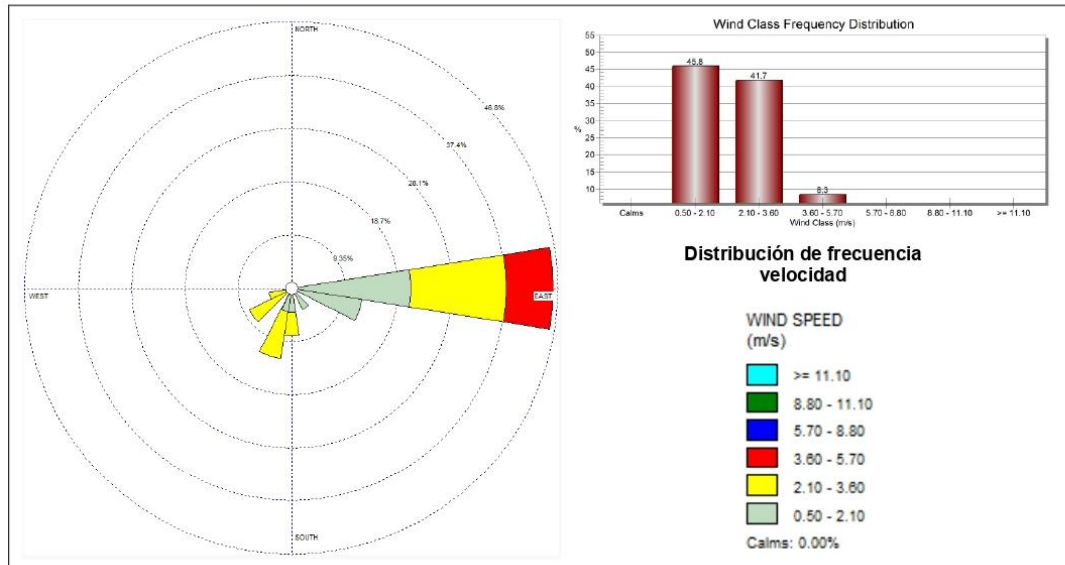 NORTH
46.8%
37.4%
28.1%
18.7%
9.35%
WEST
EAST
SOUTH
Wind Class Frequency Distribution
55
50
45
40
35
30
25
20
15
10
%
45.8
41.7
8.3
Calms
0.50 - 2.10
2.10 - 3.60
3.60 - 5.70
5.70 - 8.80
8.80 - 11.10
>= 11.10
Wind Class (m/s)
Distribución de frecuencia
velocidad
WIND SPEED
(m/s)
>= 11.10
8.80 - 11.10
5.70 - 8.80
3.60 - 5.70
2.10 - 3.60
0.50 - 2.10
Calms: 0.00%